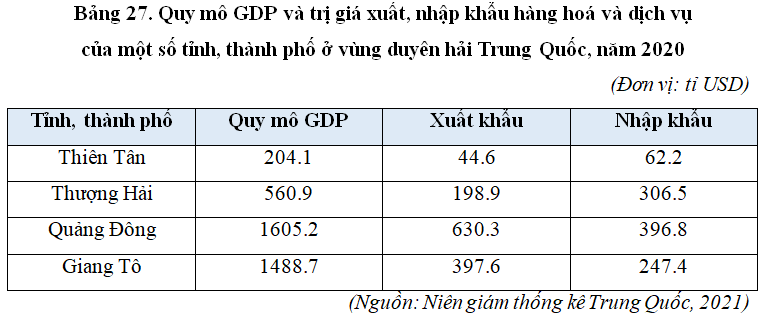 Bảng 27. Quy mô GDP và trị giá xuất, nhập khẩu hàng hoá và dịch vụ
của một số tỉnh, thành phố ở vùng duyên hải Trung Quốc, năm 2020
(Đơn vị: tỉ USD)
Tỉnh, thành phố Quy mô GDP Xuất khẩu Nhập khẩu
Thiên Tân 204.1 44.6 62.2
Thượng Hải 560.9 198.9 306.5
Quảng Đông 1605.2 630.3 396.8
Giang Tô 1488.7 397.6 247.4
(Nguồn: Niên giám thống kê Trung Quốc, 2021)